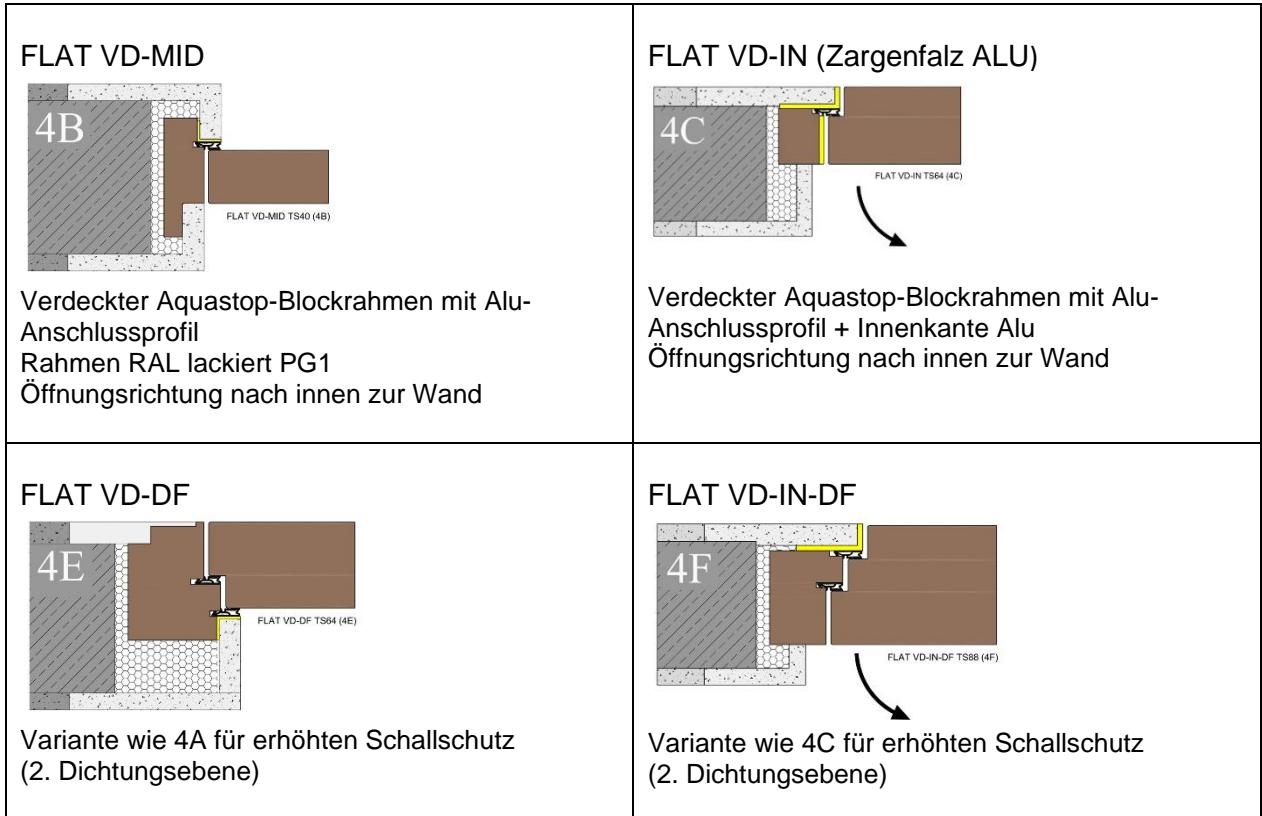 FLAT VD-MID
4B
FLAT VD-MID TS40 (4B)
Verdeckter Aquastop-Blockrahmen mit Alu-
Anschlussprofil
Rahmen RAL lackiert PG1
Öffnungsrichtung nach innen zur Wand
FLAT VD-IN (Zargenfalz ALU)
4C
FLAT VD-IN TS64 (4C)
Verdeckter Aquastop-Blockrahmen mit Alu-
Anschlussprofil + Innenkante Alu
Öffnungsrichtung nach innen zur Wand
FLAT VD-DF
4E
FLAT VD-DF TS64 (4E)
Variante wie 4A für erhöhten Schallschutz
(2. Dichtungsebene)
FLAT VD-IN-DF
4F
FLAT VD-IN-DF TS88 (4F)
Variante wie 4C für erhöhten Schallschutz
(2. Dichtungsebene)